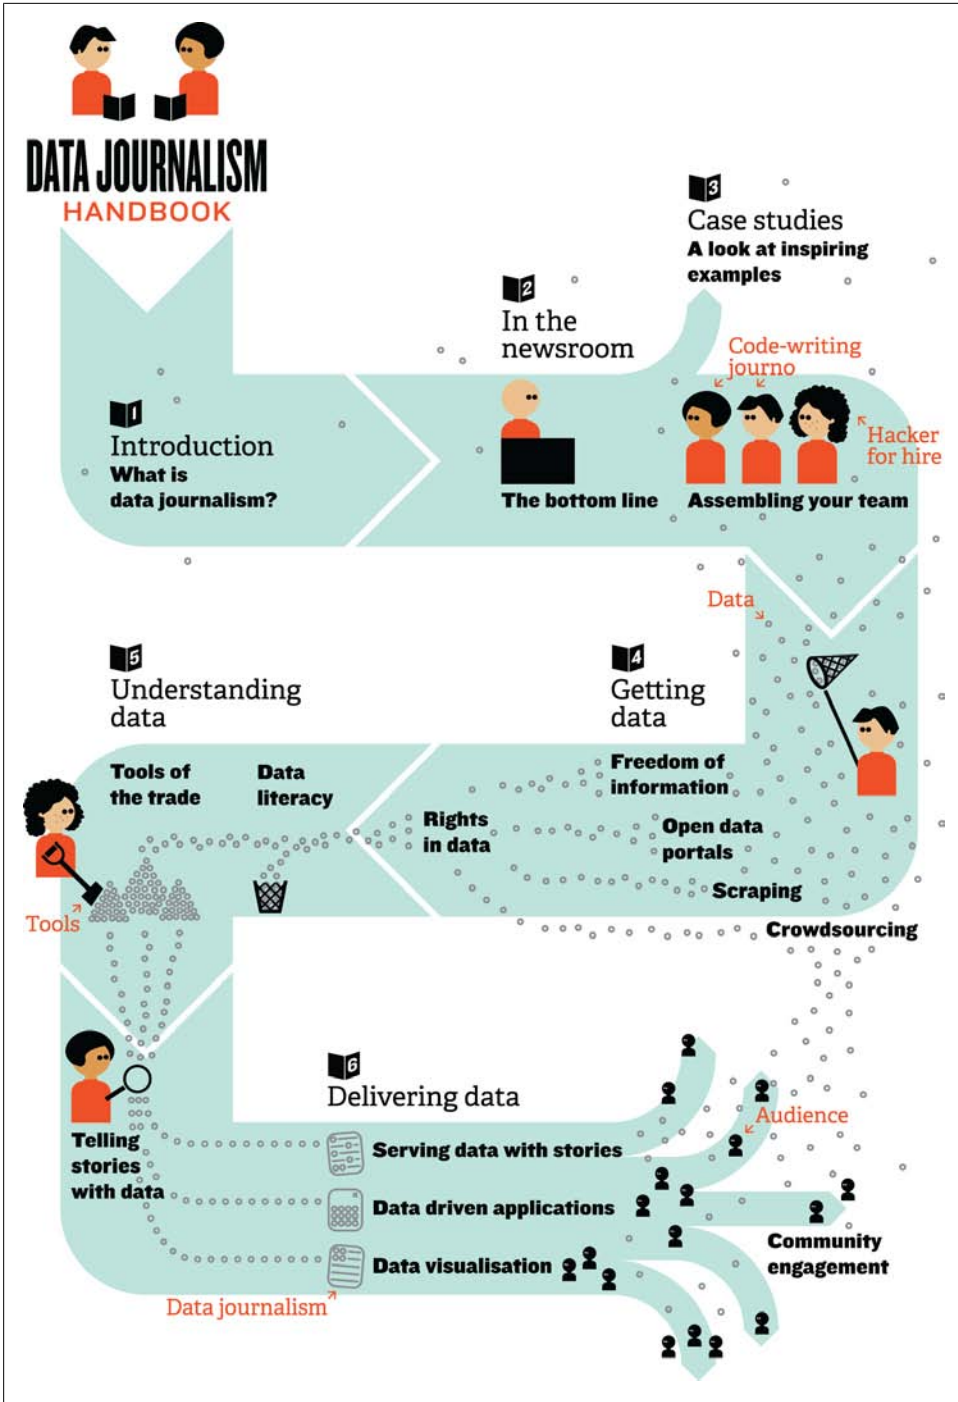 DATA JOURNALISM
HANDBOOK
3
Case studies
A look at inspiring
examples
2
In the
newsroom
Code-writing
journo
1
Introduction
What is
data journalism?
Hacker
for hire
The bottom line
Assembling your team
Data
5
Understanding
data
4
Getting
data
Tools of
the trade
Data
literacy
Freedom of
information
Rights
in data
Open data
portals
Scraping
Tools
Crowdsourcing
6
Delivering data
Audience
Telling
stories
with data
Serving data with stories
Data driven applications
Community
engagement
Data visualisation
Data journalism